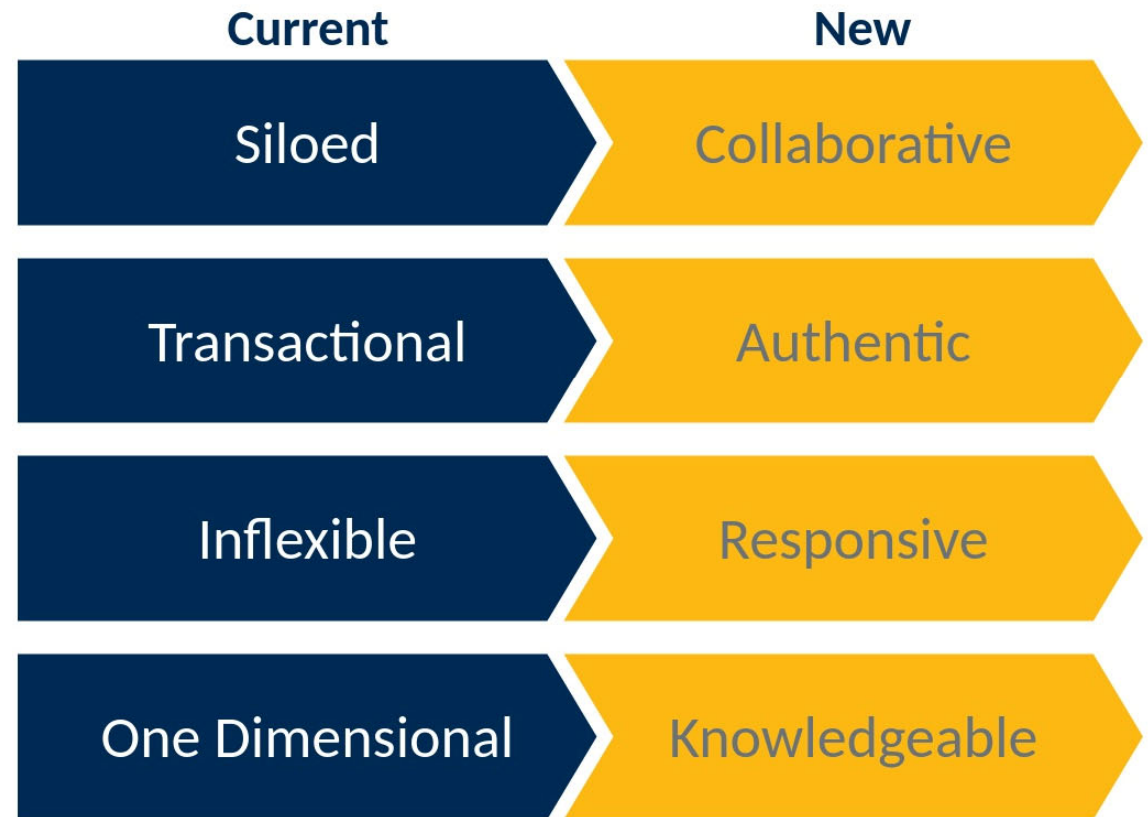 Current
New
Siloed
Collaborative
Transactional
Authentic
Inflexible
Responsive
One Dimensional
Knowledgeable